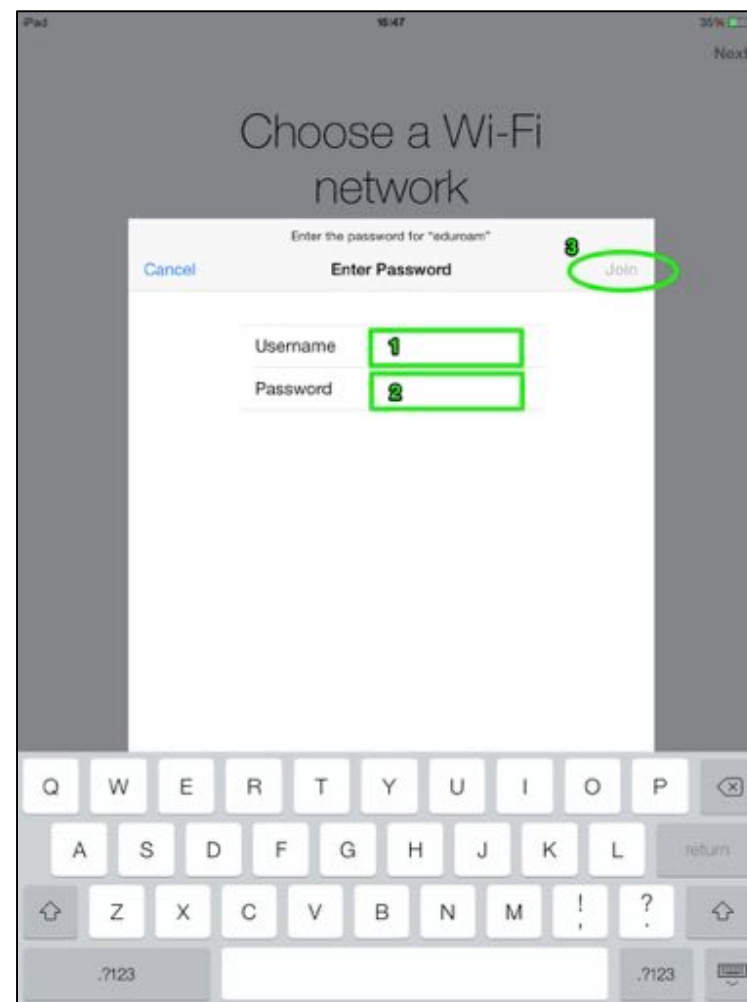 iPad 16:47 35%
Next
Choose a Wi-Fi
network
Enter the password for "eduroam"
3
Cancel Enter Password Join
Username 1
Password 2
Q W E R T Y U I O P
A S D F G H J K L return
Z X C V B N M ! , ? .
.?123 .?123